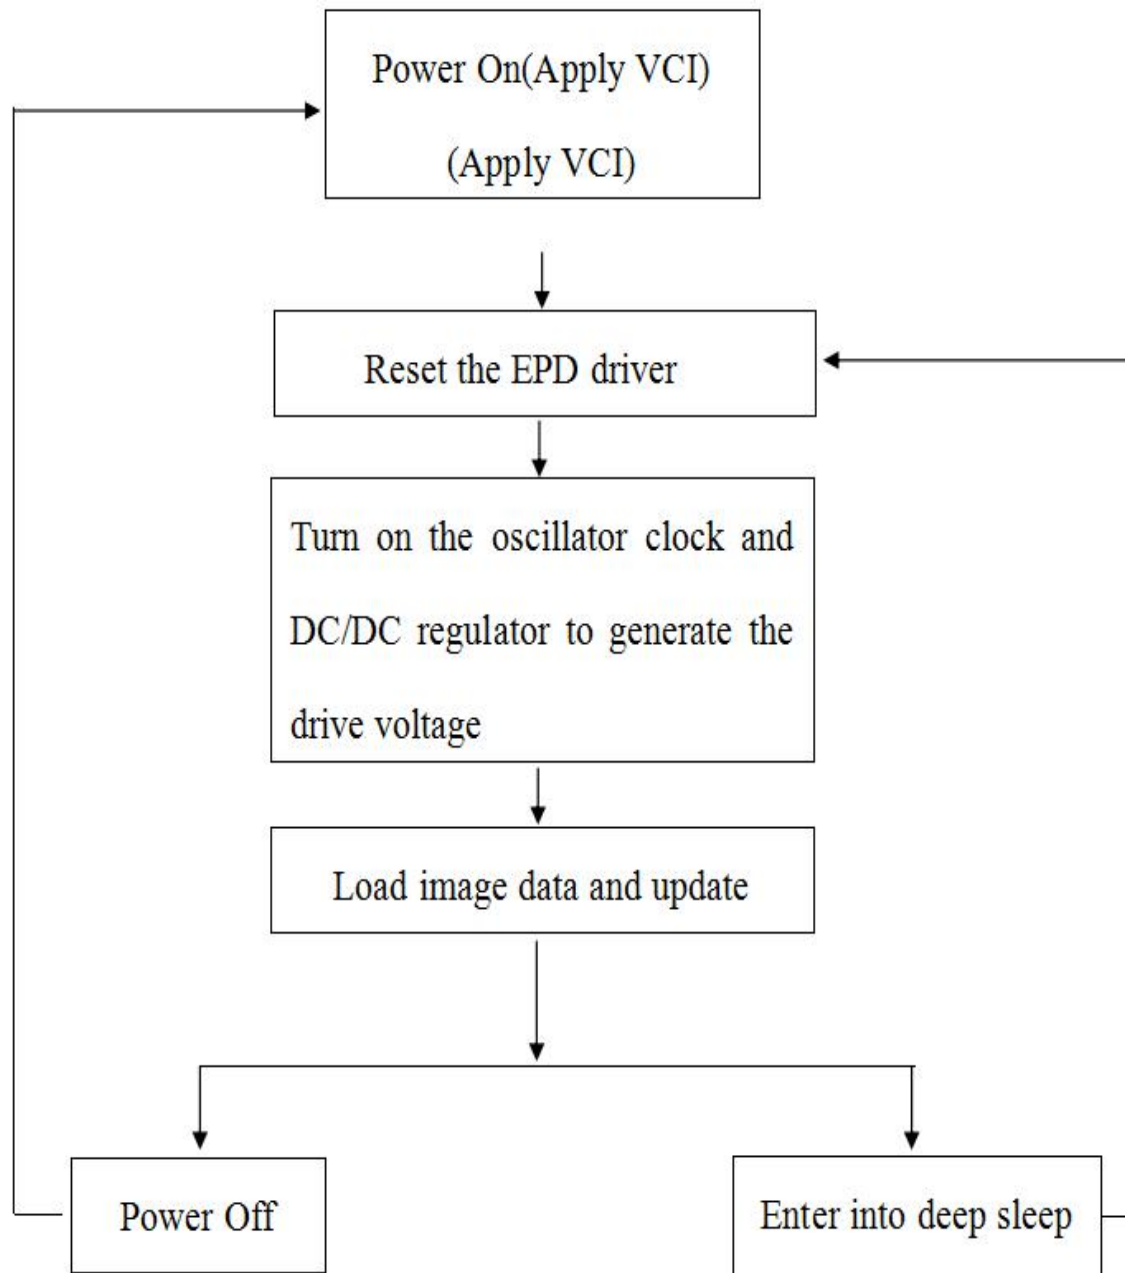 Power On(Apply VCI)
(Apply VCI)
Reset the EPD driver
Turn on the oscillator clock and
DC/DC regulator to generate the
drive voltage
Load image data and update
Power Off
Enter into deep sleep